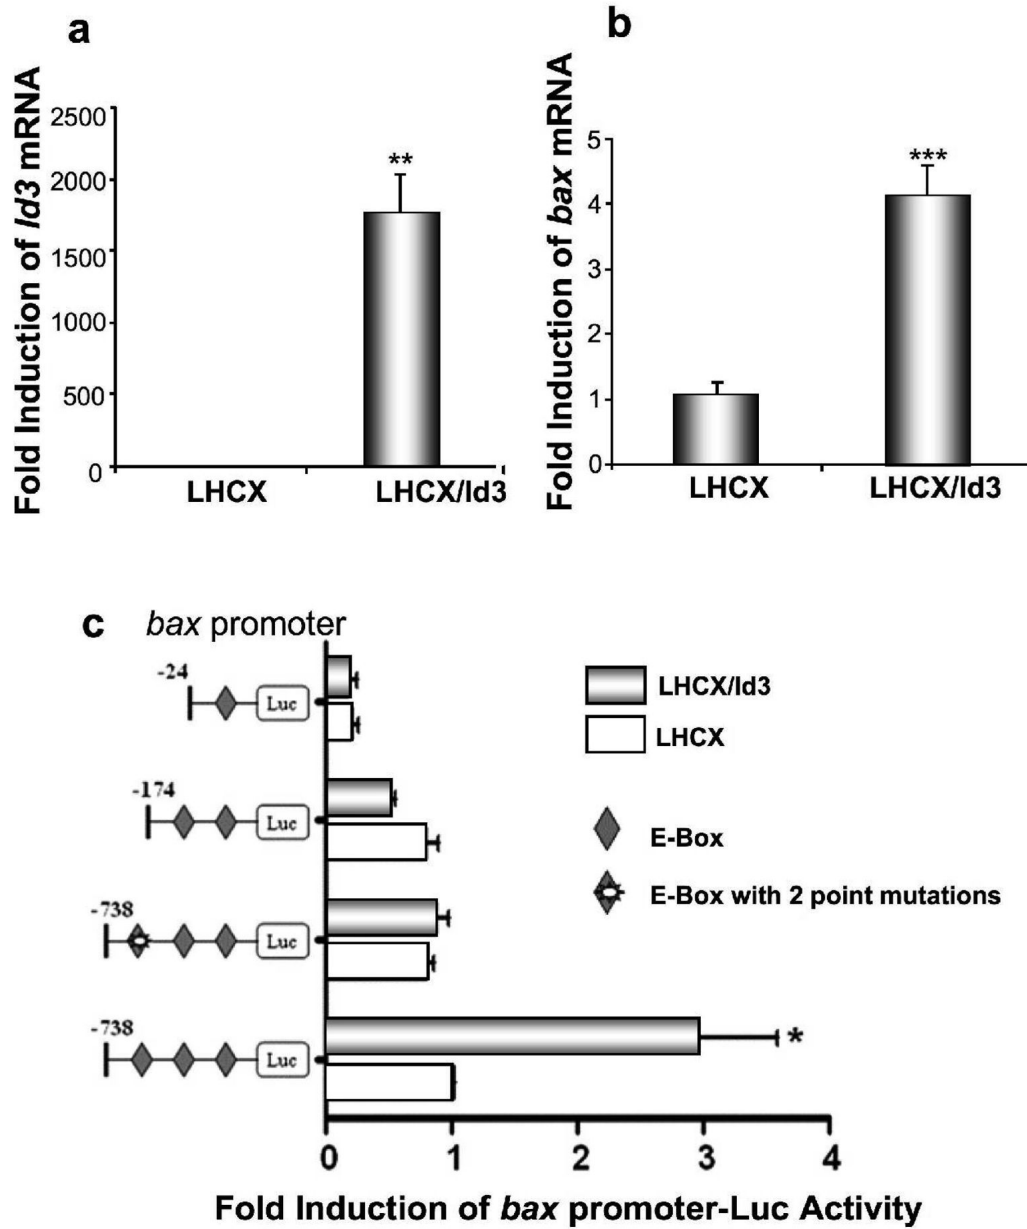 a
Fold Induction of Id3 mRNA
2500
2000
1500
1000
500
0
**
LHCX
LHCX/Id3
b
Fold Induction of bax mRNA
5
4
3
2
1
0
***
LHCX
LHCX/Id3
c
bax promoter
-24
Luc
-174
Luc
-738
Luc
-738
Luc
*
LHCX/Id3
LHCX
E-Box
E-Box with 2 point mutations
0 1 2 3 4
Fold Induction of bax promoter-Luc Activity